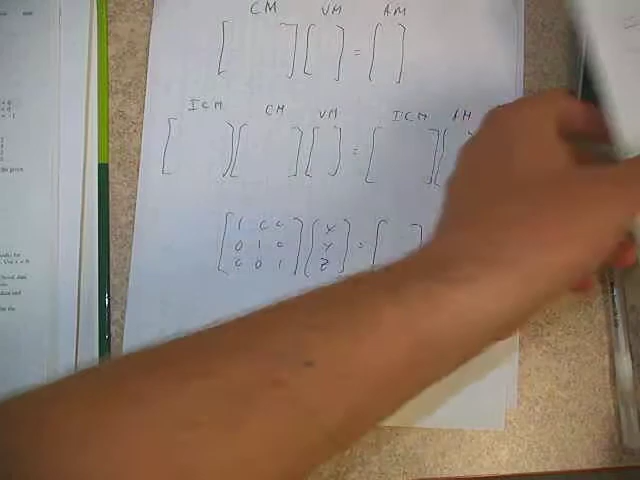 CM VM AM
[ ] [ ] = [ ]
ICM CM VM ICM AM
[ ] [ ] [ ] = [ ] [
[ 1 0 0 ] [ X ] = [ ]
[ 0 1 0 ] [ Y ]
[ 0 0 1 ] [ Z ]